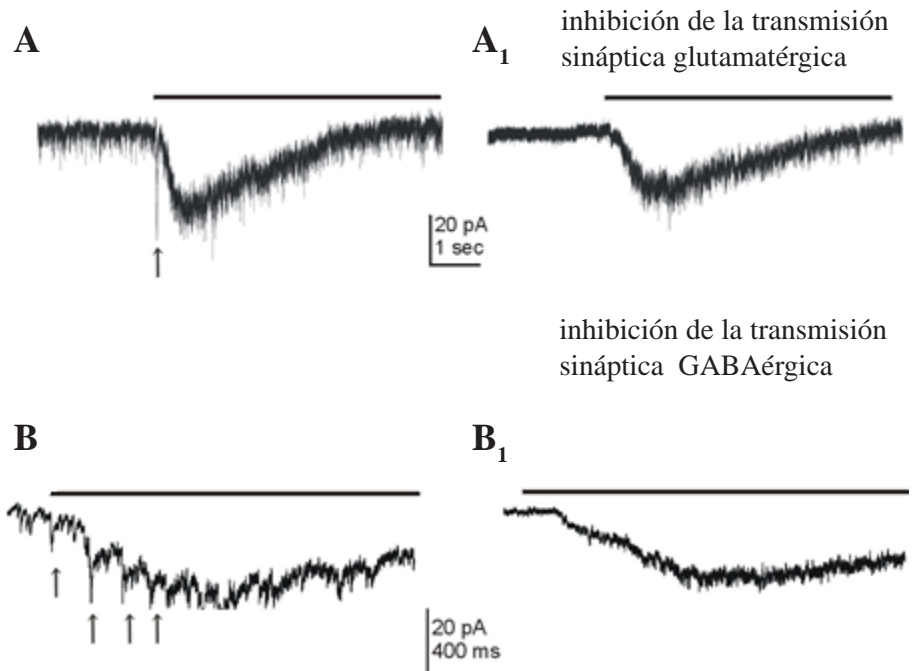 A
A1
inhibición de la transmisión
sináptica glutamatérgica
20 pA
1 sec
inhibición de la transmisión
sináptica GABAérgica
B
B1
20 pA
400 ms